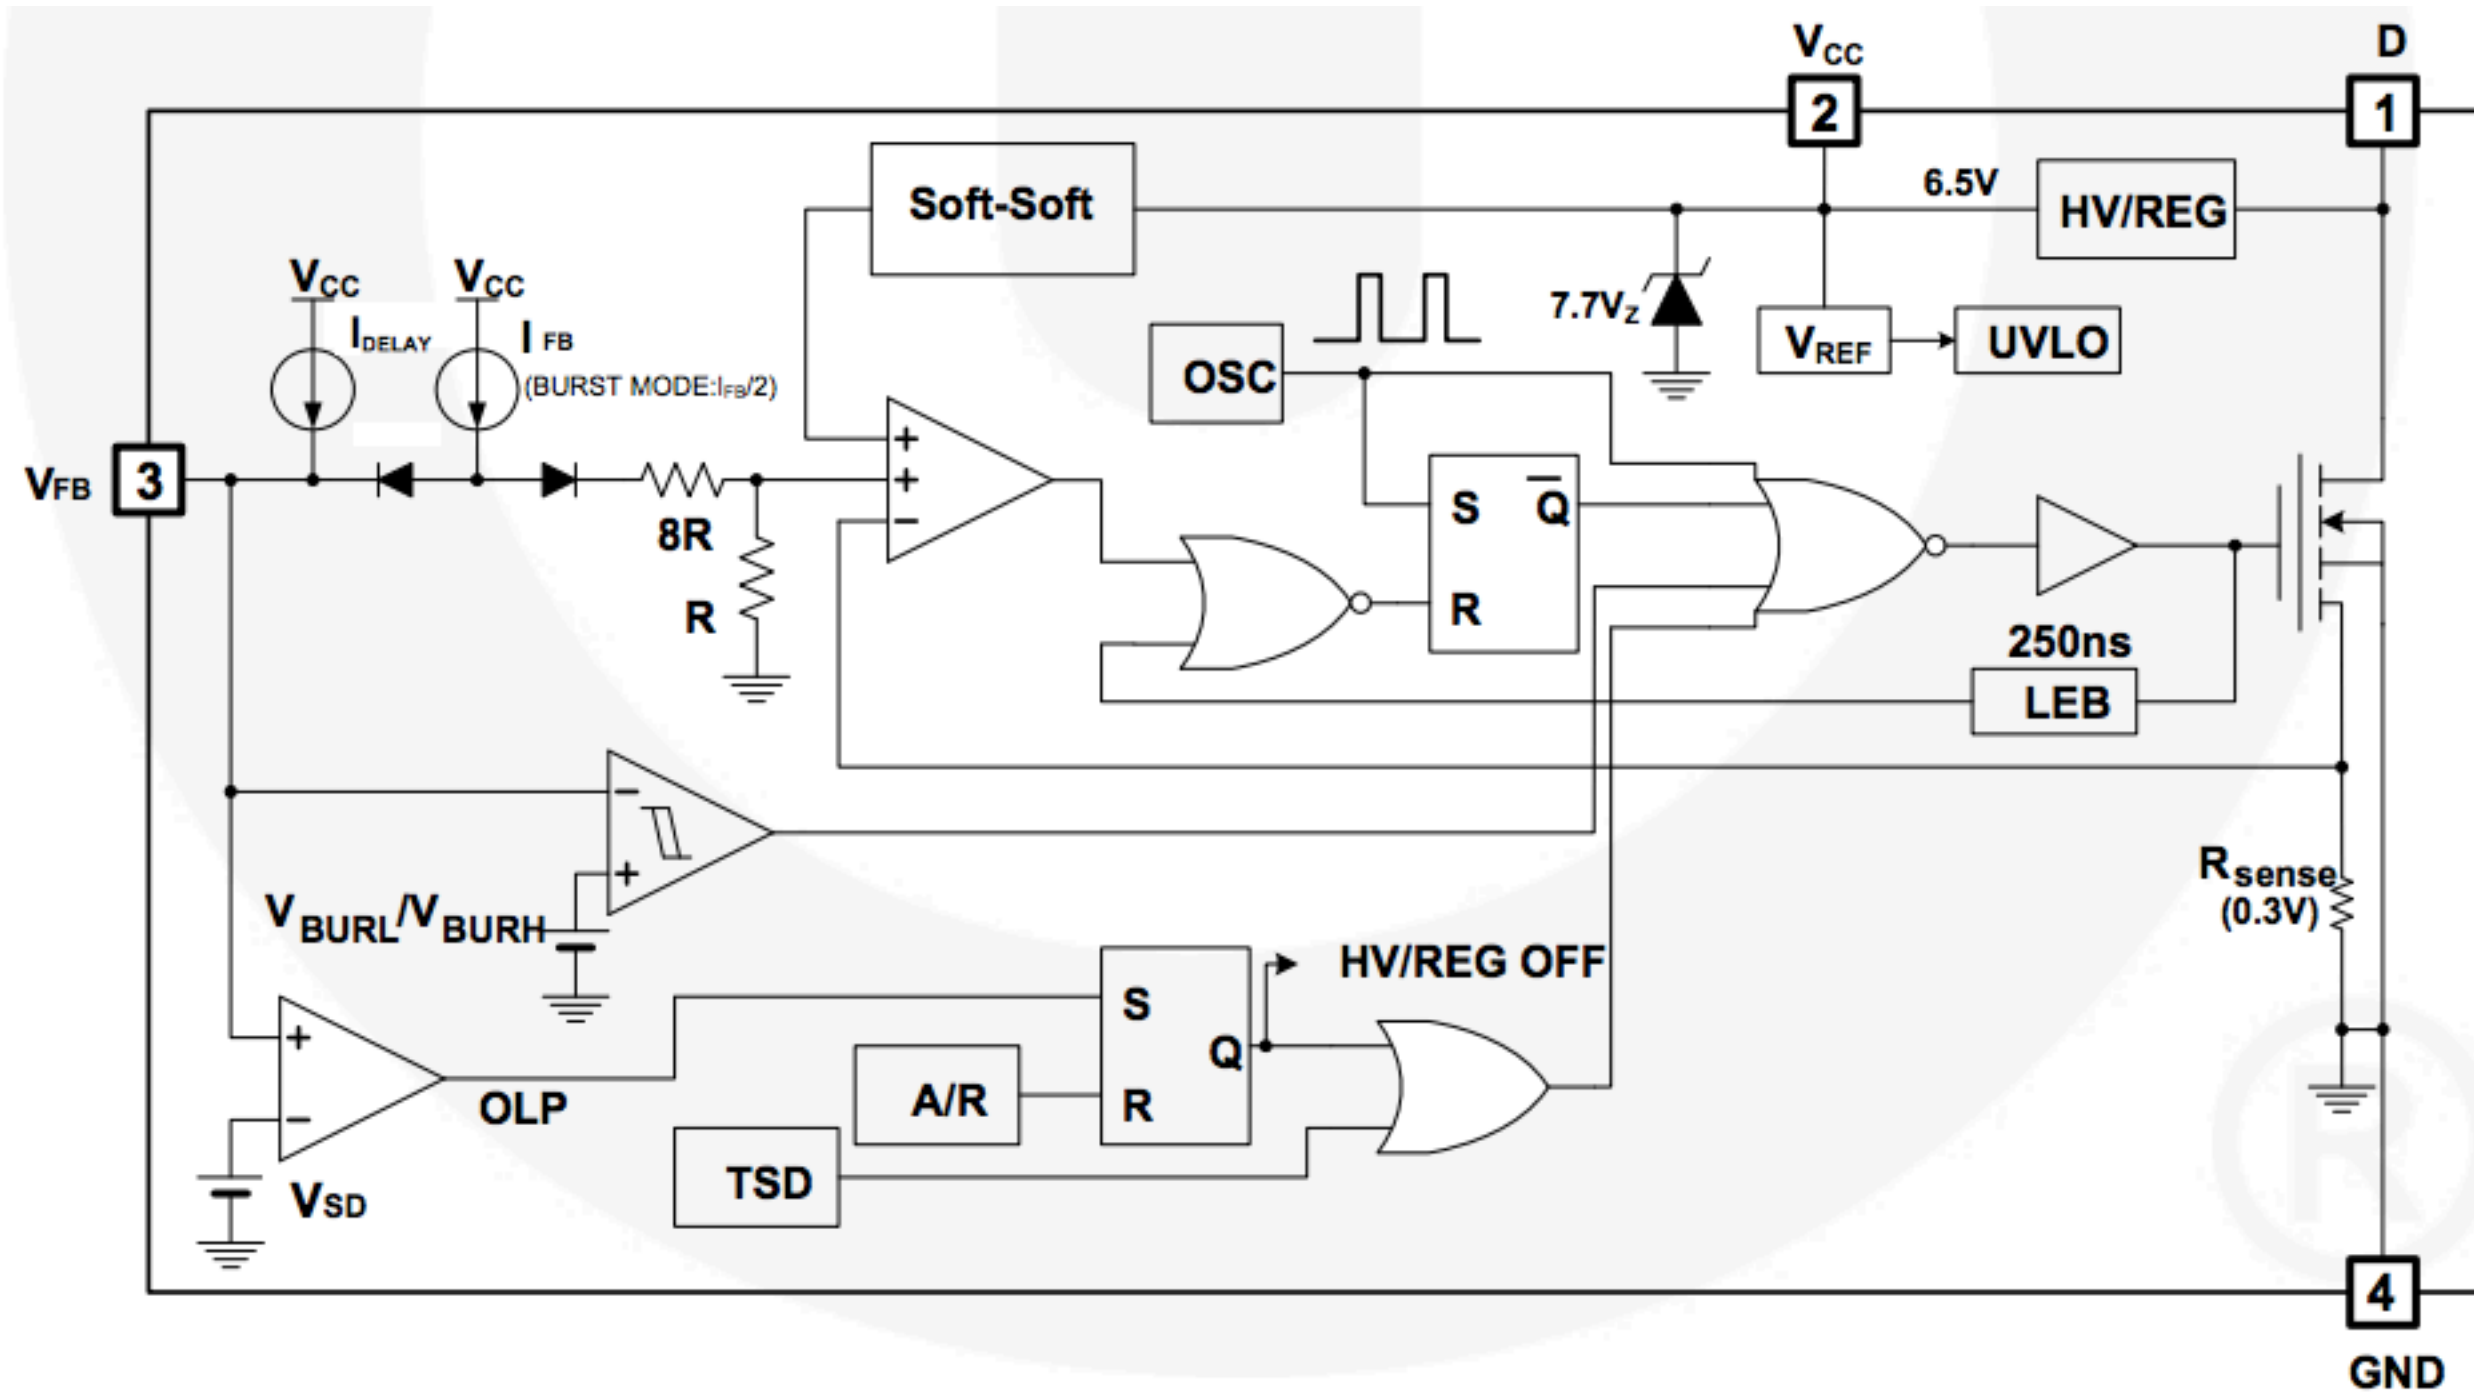 VCC
D
2
1
Soft-Soft
6.5V
HV/REG
VCC
VCC
IDELAY
I FB
(BURST MODE:IFB/2)
7.7VZ
VREF
UVLO
OSC
+
+
−
VFB
3
8R
R
S
Q
R
250ns
LEB
−
+
VBURL/VBURH
Rsense
(0.3V)
HV/REG OFF
S
Q
R
+
−
OLP
A/R
TSD
VSD
4
GND
R